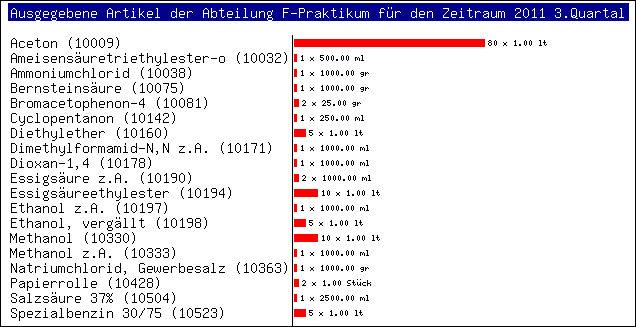 Ausgegebene Artikel der Abteilung F-Praktikum für den Zeitraum 2011 3.Quartal
Aceton (10009) 80 x 1.00 lt
Ameisensäuretriethylester-o (10032) 1 x 500.00 ml
Ammoniumchlorid (10038) 1 x 1000.00 gr
Bernsteinsäure (10075) 1 x 1000.00 gr
Bromacetophenon-4 (10081) 2 x 25.00 gr
Cyclopentanon (10142) 1 x 250.00 ml
Diethylether (10160) 5 x 1.00 lt
Dimethylformamid-N,N z.A. (10171) 1 x 1000.00 ml
Dioxan-1,4 (10178) 1 x 1000.00 ml
Essigsäure z.A. (10190) 2 x 1000.00 ml
Essigsäureethylester (10194) 10 x 1.00 lt
Ethanol z.A. (10197) 1 x 1000.00 ml
Ethanol, vergällt (10198) 5 x 1.00 lt
Methanol (10330) 10 x 1.00 lt
Methanol z.A. (10333) 1 x 1000.00 ml
Natriumchlorid, Gewerbesalz (10363) 1 x 1000.00 gr
Papierrolle (10428) 2 x 1.00 Stück
Salzsäure 37% (10504) 1 x 2500.00 ml
Spezialbenzin 30/75 (10523) 5 x 1.00 lt